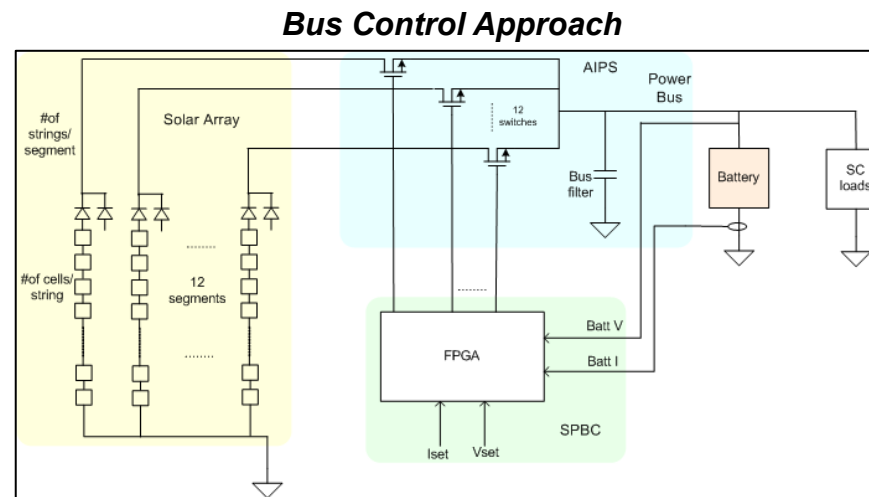 Bus Control Approach
AIPS
Power
Bus
#of
strings/
segment
Solar Array
12
switches
Bus
filter
Battery
SC
loads
#of cells/
string
12
segments
FPGA
Batt V
Batt I
SPBC
Iset
Vset